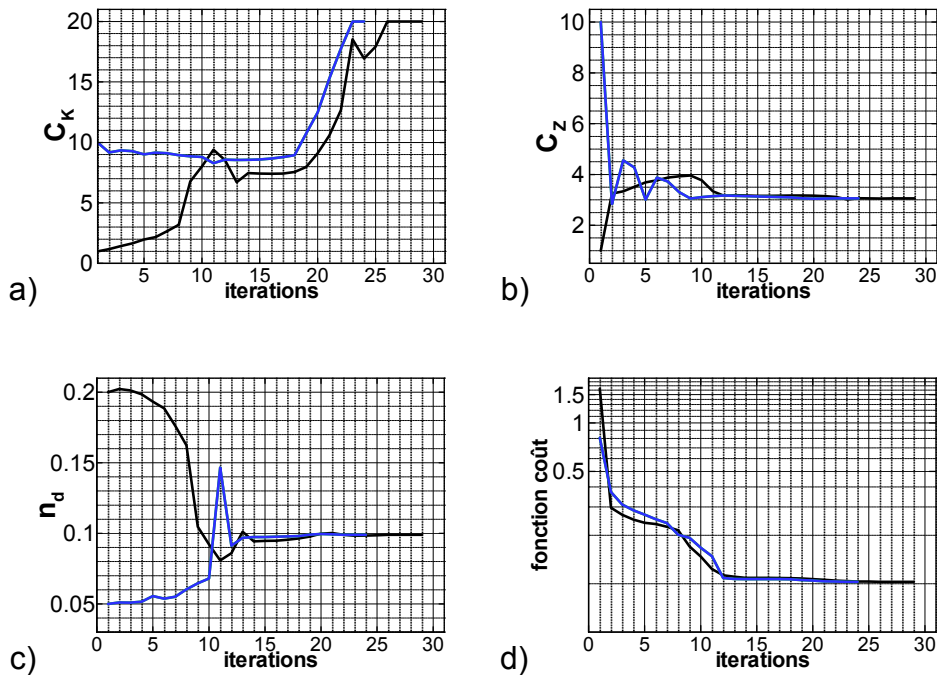 20
15
10
5
0
C_K
5 10 15 20 25 30
iterations
a)
10
8
6
4
2
C_Z
0 5 10 15 20 25 30
iterations
b)
0.2
0.15
0.1
0.05
n_d
0 5 10 15 20 25 30
iterations
c)
1.5
1
0.5
fonction coût
0 5 10 15 20 25 30
iterations
d)